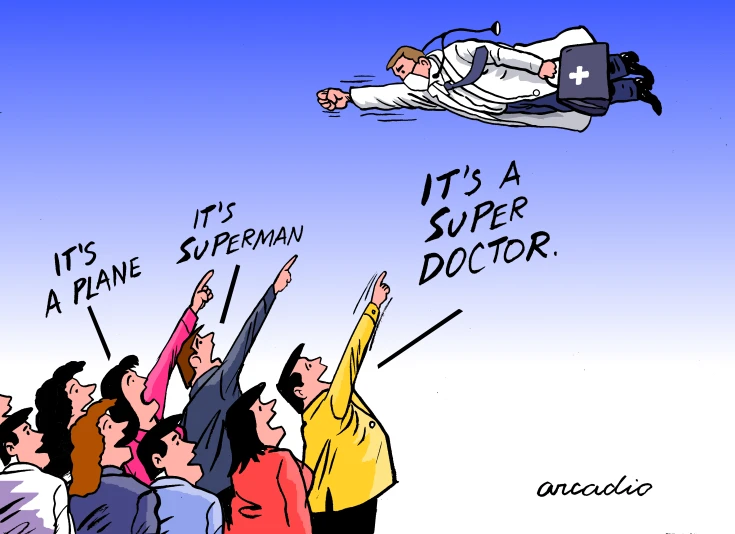 IT'S
A PLANE
IT'S
SUPERMAN
IT'S A
SUPER
DOCTOR.
arcadio